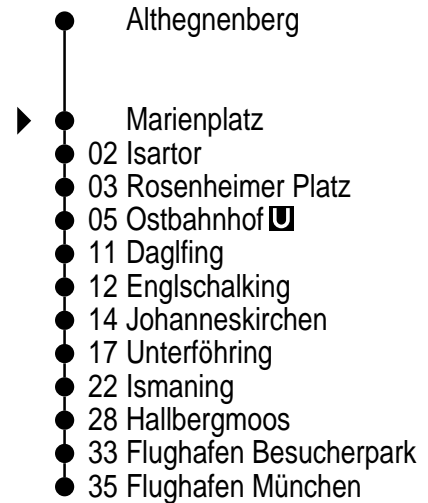 Althegnenberg
Marienplatz
02 Isartor
03 Rosenheimer Platz
05 Ostbahnhof U
11 Daglfing
12 Englschalking
14 Johanneskirchen
17 Unterföhring
22 Ismaning
28 Hallbergmoos
33 Flughafen Besucherpark
35 Flughafen München